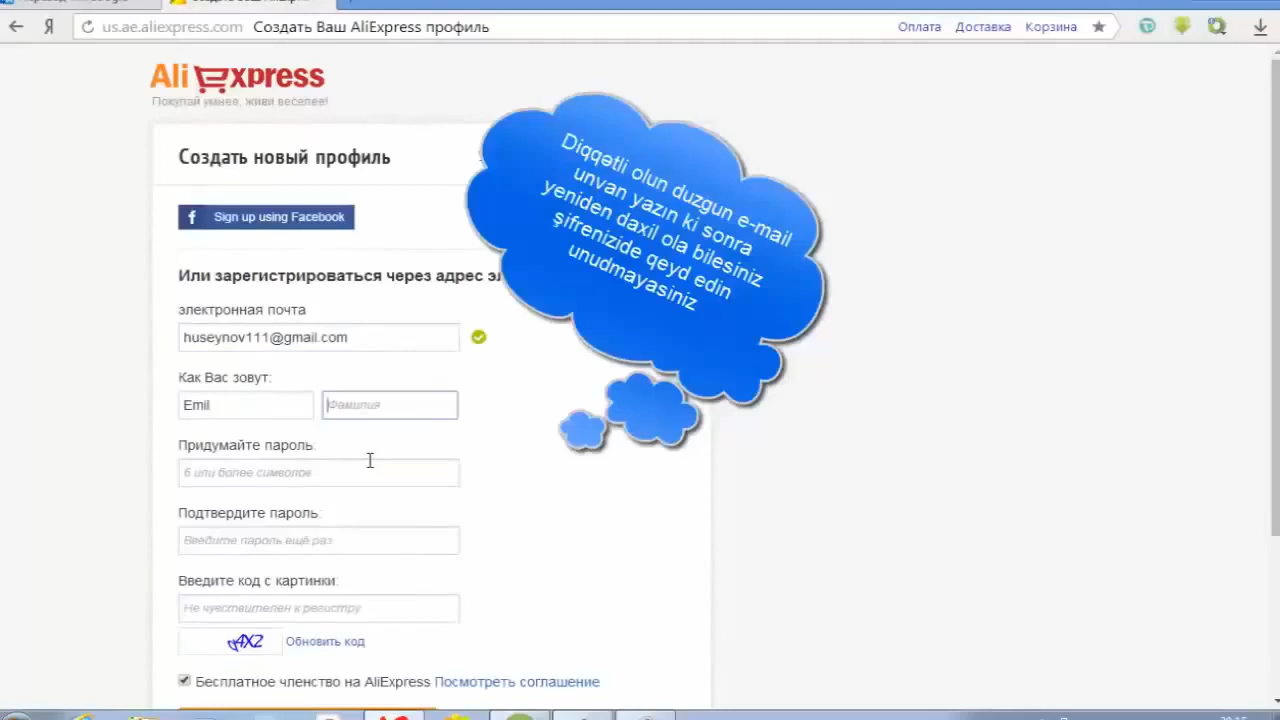 us.ae.aliexpress.com Создать Ваш AliExpress профиль
Оплата Доставка Корзина
AliExpress
Покупай умнее, живи веселее!
Создать новый профиль
f Sign up using Facebook
Diqqətli olun duzgun e-mail
unvan yazın ki sonra
yeniden daxil ola bilesiniz
şifrenizide qeyd edin
unudmayasiniz
Или зарегистрироваться через адрес
электронная почта
huseynov111@gmail.com
Как Вас зовут:
Emil Фамилия
Придумайте пароль:
6 или более символов
Подтвердите пароль:
Введите пароль ещё раз
Введите код с картинки:
Не чувствителен к регистру
4X2 Обновить код
Бесплатное членство на AliExpress Посмотреть соглашение